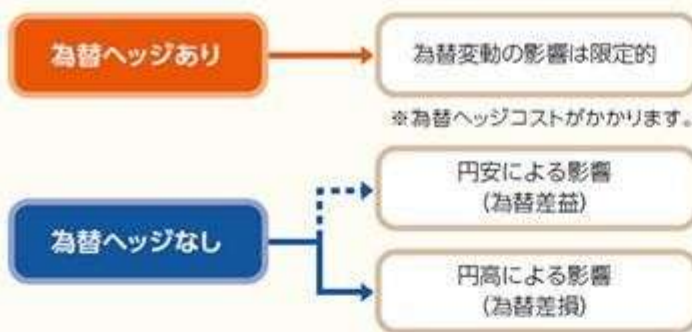 為替ヘッジあり
為替変動の影響は限定的
※為替ヘッジコストがかかります。
為替ヘッジなし
円安による影響
(為替差益)
円高による影響
(為替差損)